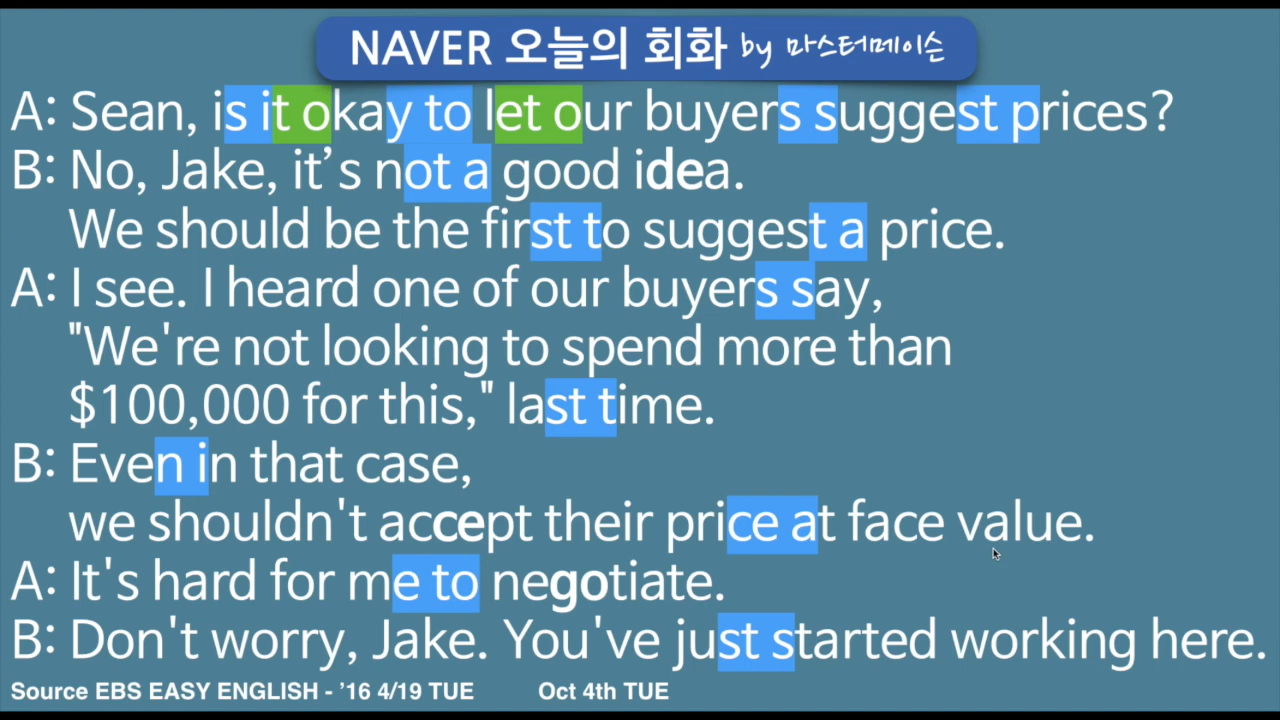 NAVER 오늘의 회화 by 마스터메이슨
A: Sean, is it okay to let our buyers suggest prices?
B: No, Jake, it’s not a good idea.
We should be the first to suggest a price.
A: I see. I heard one of our buyers say,
"We're not looking to spend more than
$100,000 for this," last time.
B: Even in that case,
we shouldn't accept their price at face value.
A: It's hard for me to negotiate.
B: Don't worry, Jake. You've just started working here.
Source EBS EASY ENGLISH - ’16 4/19 TUE Oct 4th TUE